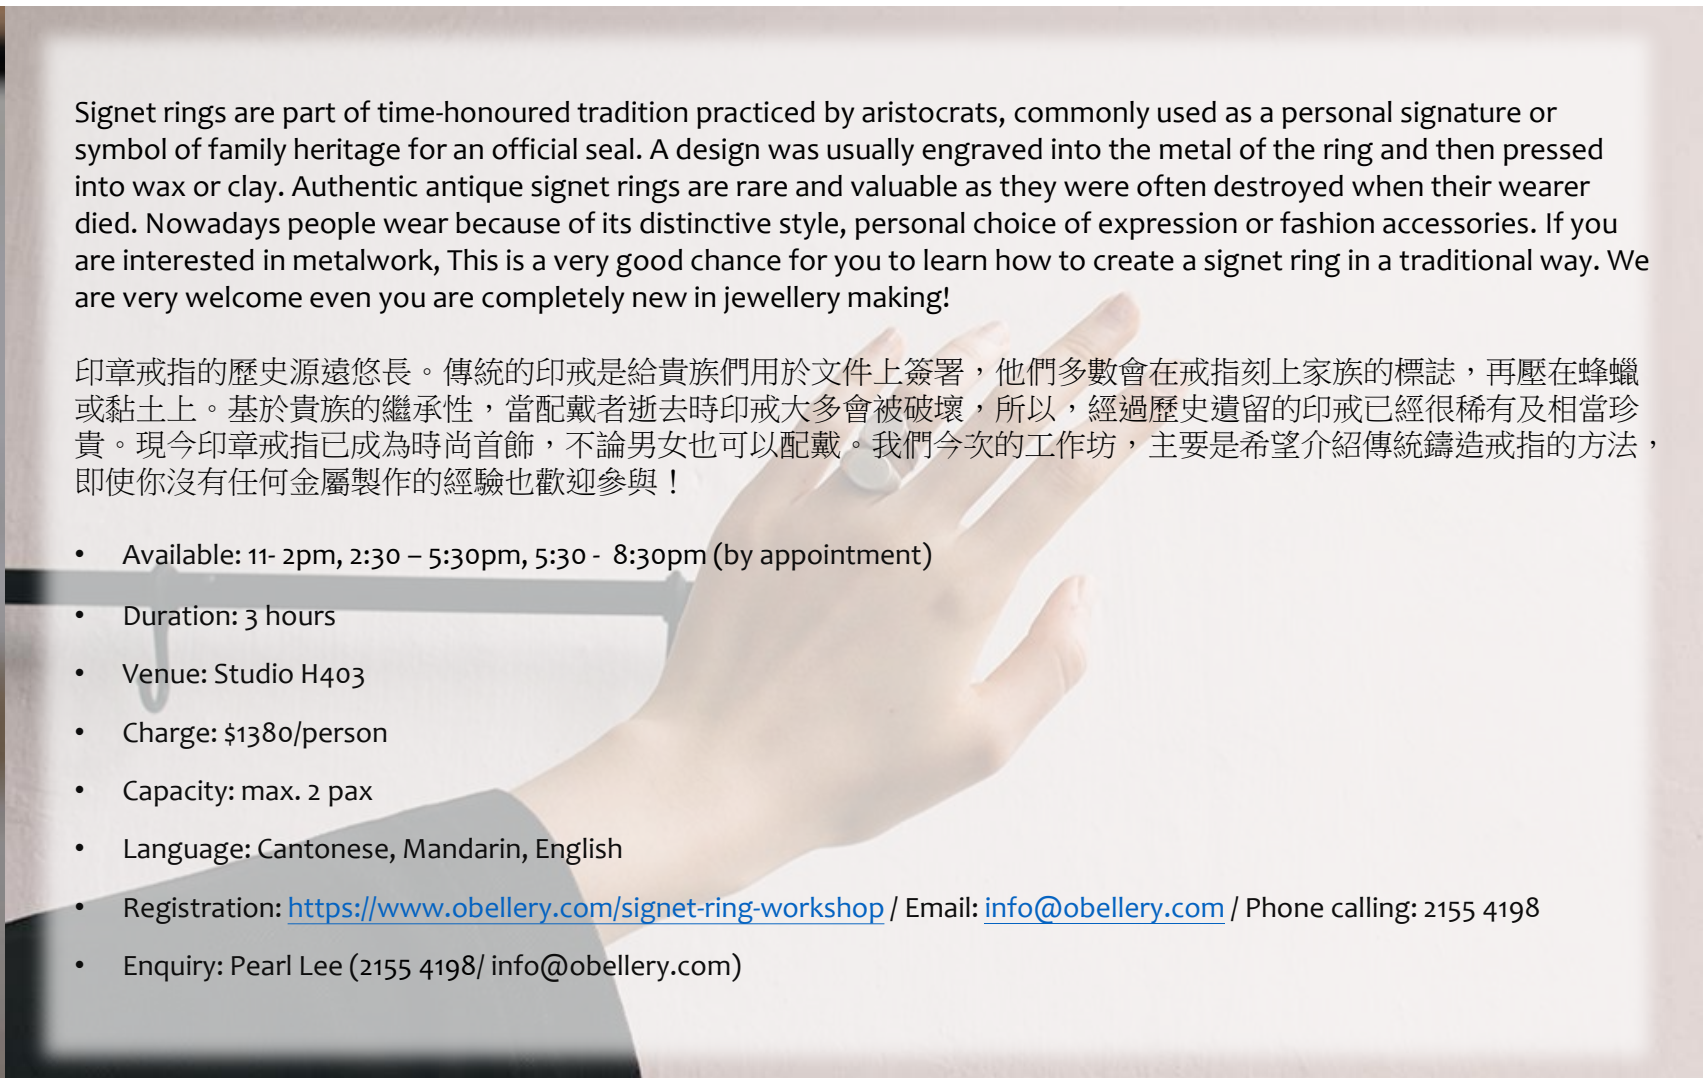 Signet rings are part of time-honoured tradition practiced by aristocrats, commonly used as a personal signature or
symbol of family heritage for an official seal. A design was usually engraved into the metal of the ring and then pressed
into wax or clay. Authentic antique signet rings are rare and valuable as they were often destroyed when their wearer
died. Nowadays people wear because of its distinctive style, personal choice of expression or fashion accessories. If you
are interested in metalwork, This is a very good chance for you to learn how to create a signet ring in a traditional way. We
are very welcome even you are completely new in jewellery making!
印章戒指的歷史源遠悠長。傳統的印戒是給貴族們用於文件上簽署，他們多數會在戒指刻上家族的標誌，再壓在蜂蠟
或黏土上。基於貴族的繼承性，當配戴者逝去時印戒大多會被破壞，所以，經過歷史遺留的印戒已經很稀有及相當珍
貴。現今印章戒指已成為時尚首飾，不論男女也可以配戴。我們今次的工作坊，主要是希望介紹傳統鑄造戒指的方法，
即使你沒有任何金屬製作的經驗也歡迎參與！
• Available: 11- 2pm, 2:30 – 5:30pm, 5:30 - 8:30pm (by appointment)
• Duration: 3 hours
• Venue: Studio H403
• Charge: $1380/person
• Capacity: max. 2 pax
• Language: Cantonese, Mandarin, English
• Registration: https://www.obellery.com/signet-ring-workshop / Email: info@obellery.com / Phone calling: 2155 4198
• Enquiry: Pearl Lee (2155 4198/ info@obellery.com)